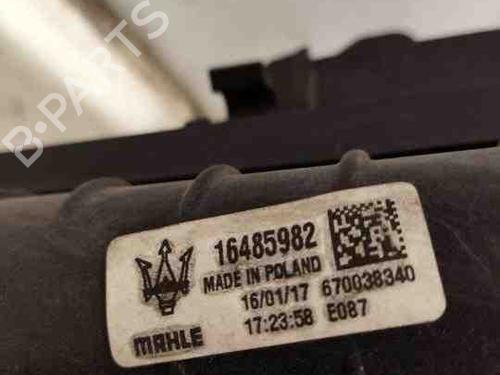 B-PARTS
16485982
MADE IN POLAND
16/01/17 670038340
MAHLE 17:23:58 E087